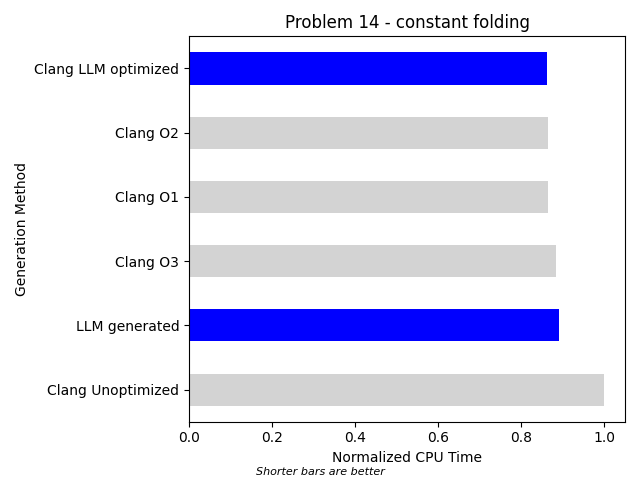 Problem 14 - constant folding
Generation Method
Clang LLM optimized
Clang O2
Clang O1
Clang O3
LLM generated
Clang Unoptimized
0.0 0.2 0.4 0.6 0.8 1.0
Normalized CPU Time
Shorter bars are better